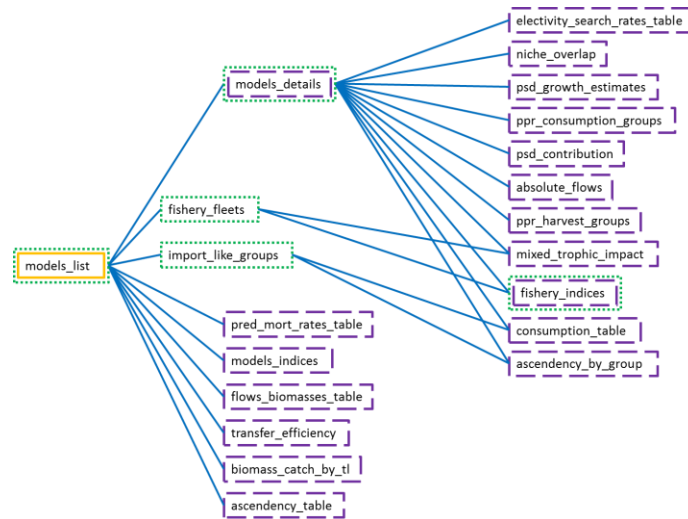 models_list
models_details
fishery_fleets
import_like_groups
pred_mort_rates_table
models_indices
flows_biomasses_table
transfer_efficiency
biomass_catch_by_tl
ascendency_table
electivity_search_rates_table
niche_overlap
psd_growth_estimates
ppr_consumption_groups
psd_contribution
absolute_flows
ppr_harvest_groups
mixed_trophic_impact
fishery_indices
consumption_table
ascendency_by_group